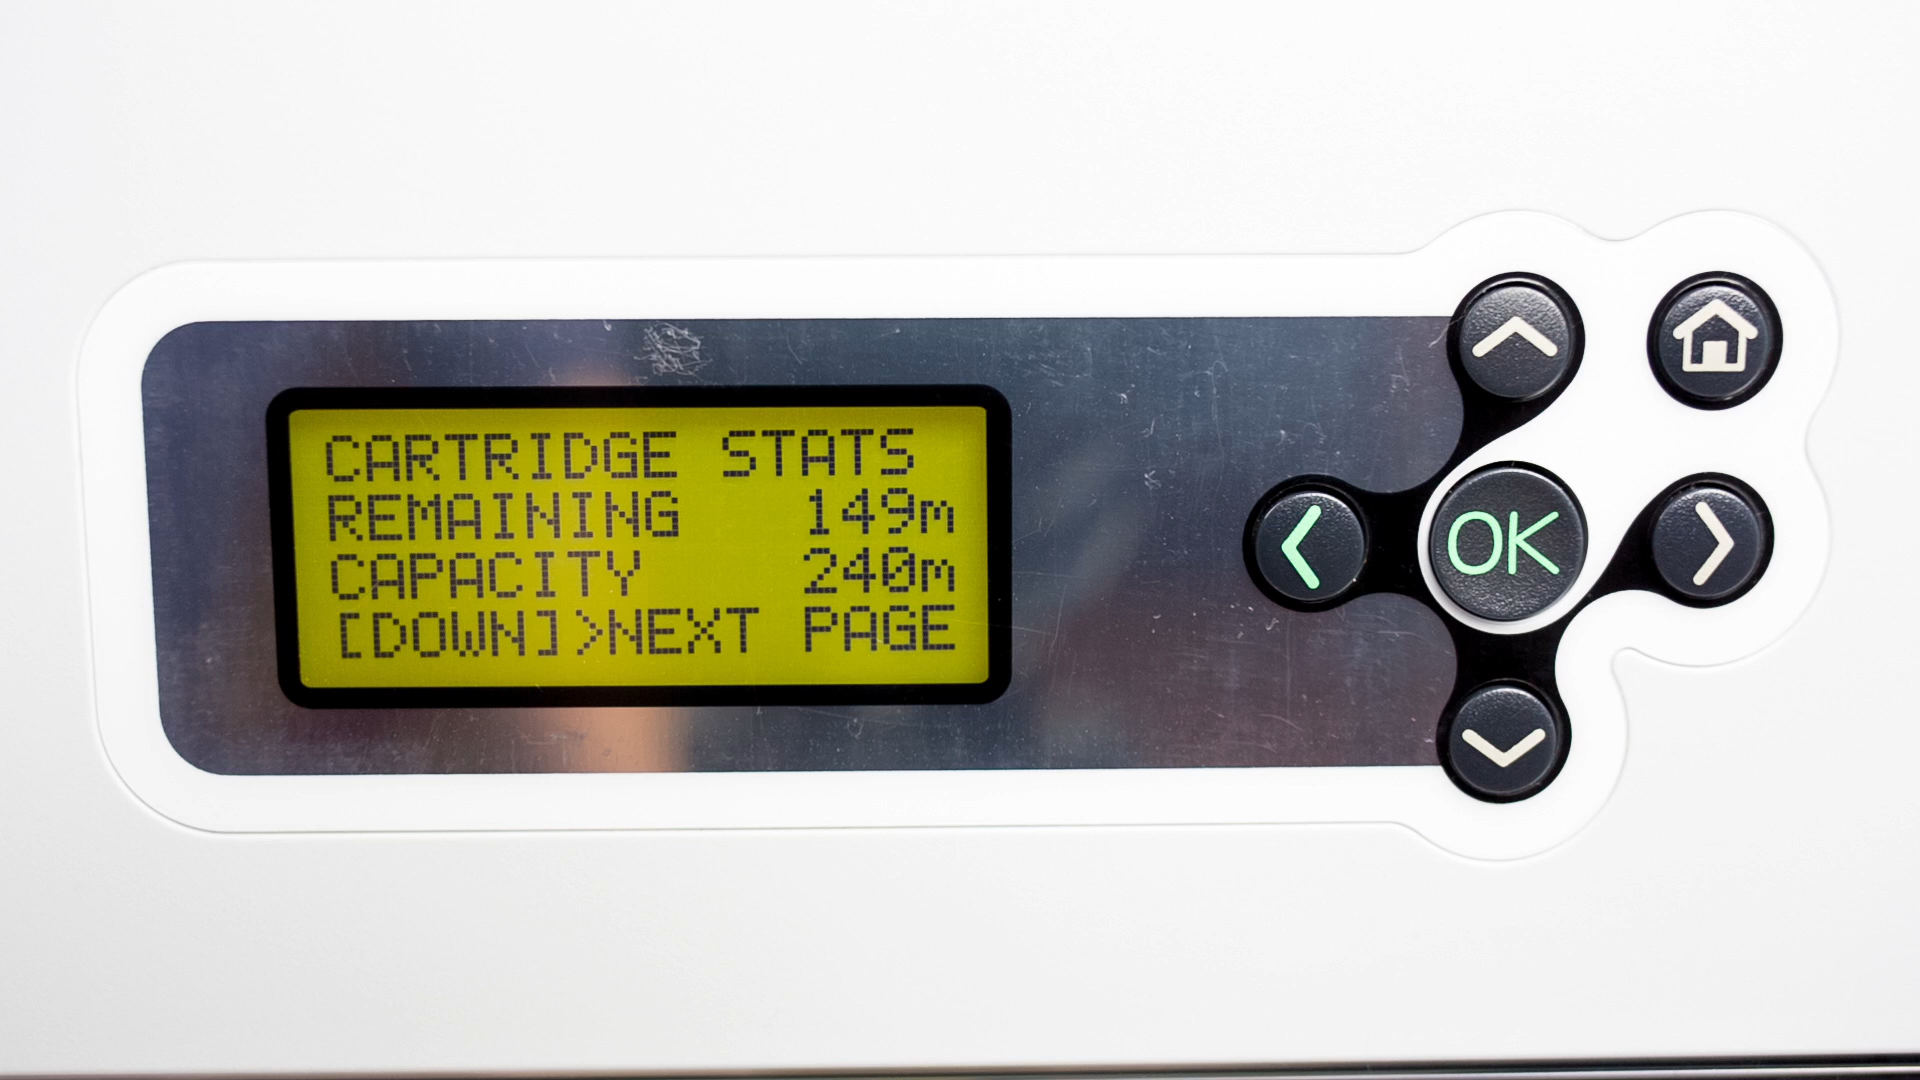 CARTRIDGE STATS
REMAINING 149m
CAPACITY 240m
[DOWN]>NEXT PAGE
OK